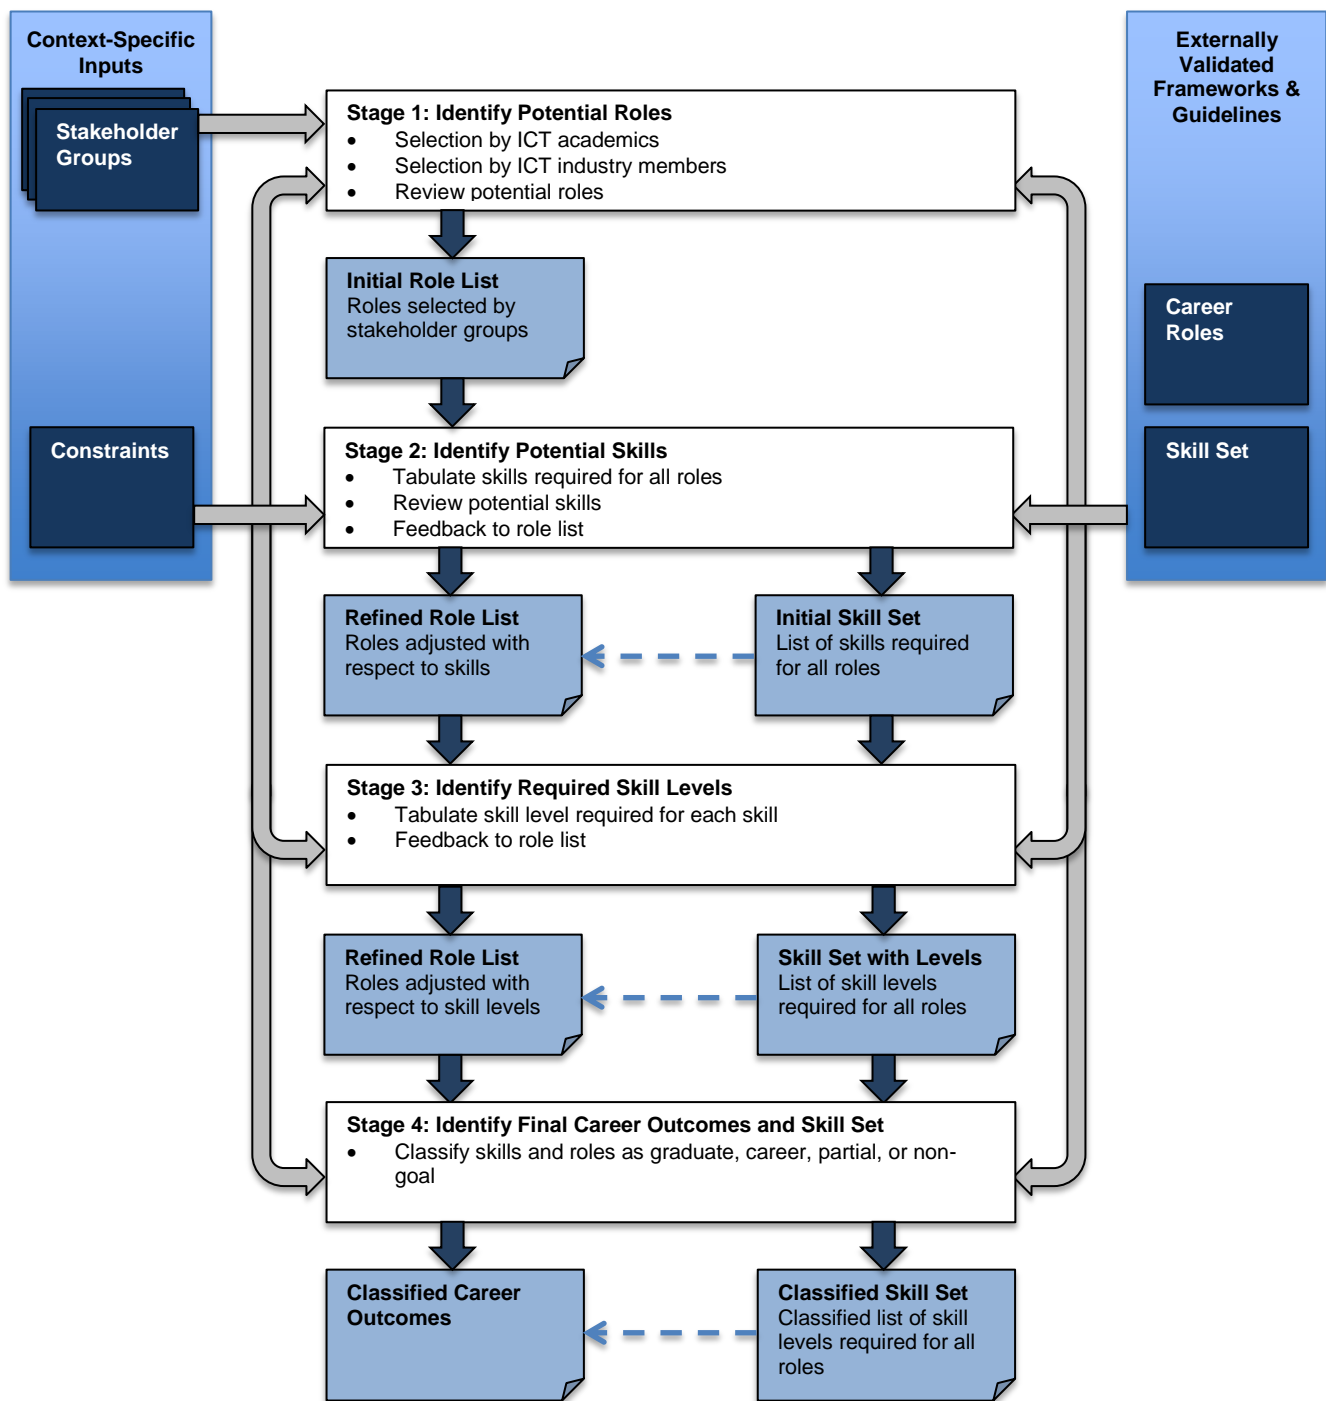 Context-Specific
Inputs
Stakeholder
Groups
Constraints
Externally
Validated
Frameworks &
Guidelines
Career
Roles
Skill Set
Stage 1: Identify Potential Roles
• Selection by ICT academics
• Selection by ICT industry members
• Review potential roles
Initial Role List
Roles selected by
stakeholder groups
Stage 2: Identify Potential Skills
• Tabulate skills required for all roles
• Review potential skills
• Feedback to role list
Refined Role List
Roles adjusted with
respect to skills
Initial Skill Set
List of skills required
for all roles
Stage 3: Identify Required Skill Levels
• Tabulate skill level required for each skill
• Feedback to role list
Refined Role List
Roles adjusted with
respect to skill levels
Skill Set with Levels
List of skill levels
required for all roles
Stage 4: Identify Final Career Outcomes and Skill Set
• Classify skills and roles as graduate, career, partial, or non-
goal
Classified Career
Outcomes
Classified Skill Set
Classified list of skill
levels required for all
roles